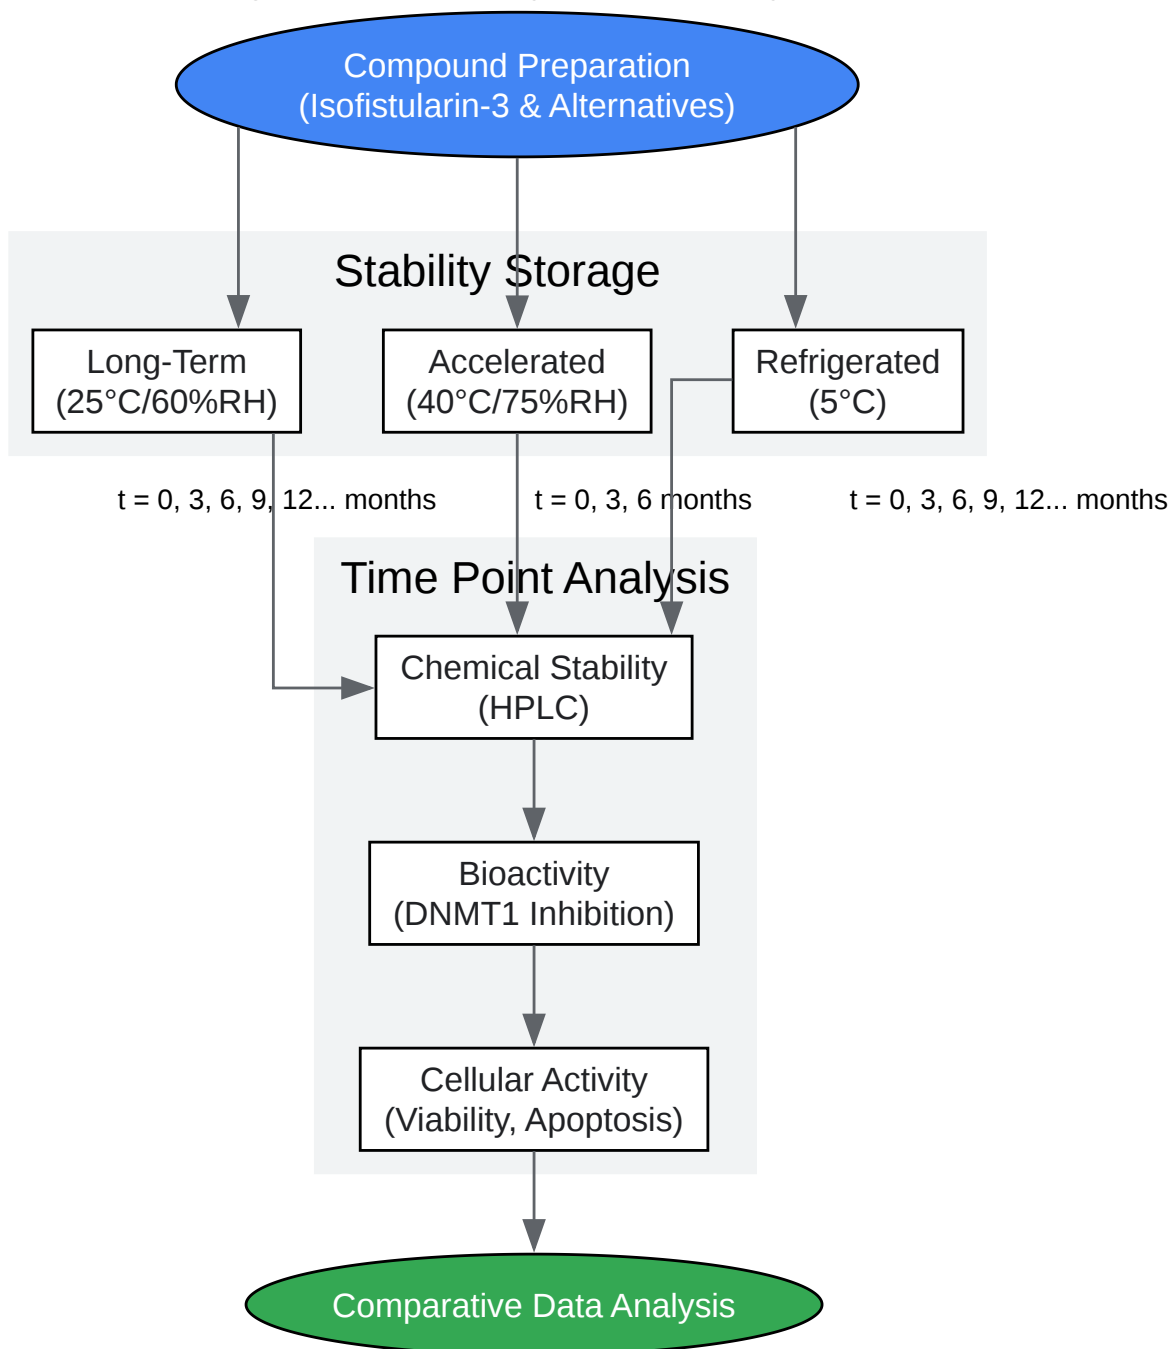 Compound Preparation
(Isofistularin-3 & Alternatives)
Stability Storage
Long-Term
(25°C/60%RH)
Accelerated
(40°C/75%RH)
Refrigerated
(5°C)
t = 0, 3, 6, 9, 12... months
t = 0, 3, 6 months
t = 0, 3, 6, 9, 12... months
Time Point Analysis
Chemical Stability
(HPLC)
Bioactivity
(DNMT1 Inhibition)
Cellular Activity
(Viability, Apoptosis)
Comparative Data Analysis